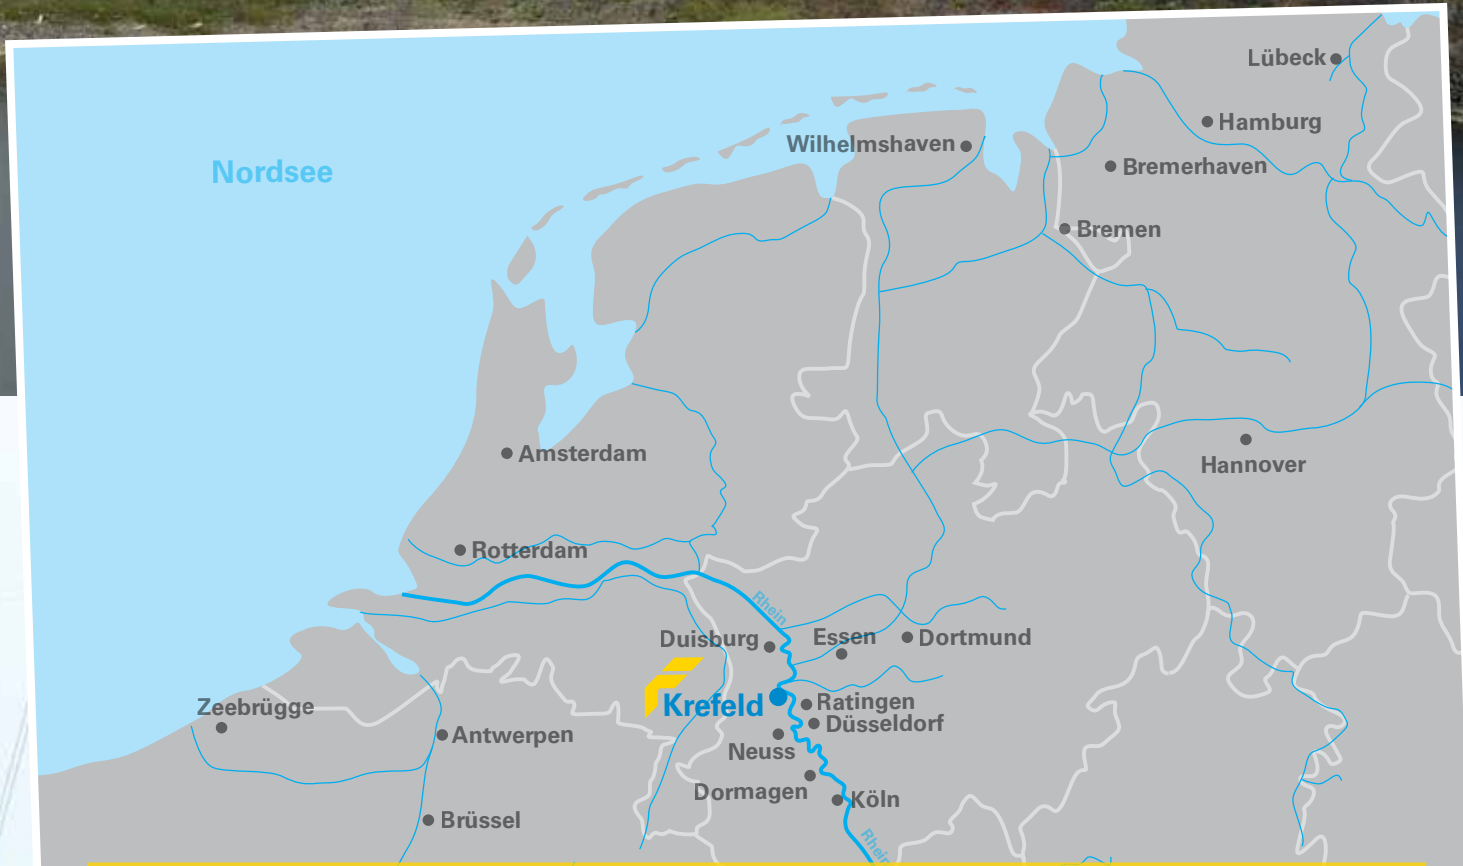 Lübeck
Hamburg
Wilhelmshaven
Bremerhaven
Nordsee
Bremen
Amsterdam
Hannover
Rotterdam
Rhein
Duisburg
Essen
Dortmund
Krefeld
Ratingen
Zeebrügge
Düsseldorf
Antwerpen
Neuss
Dormagen
Köln
Brüssel
Rhein